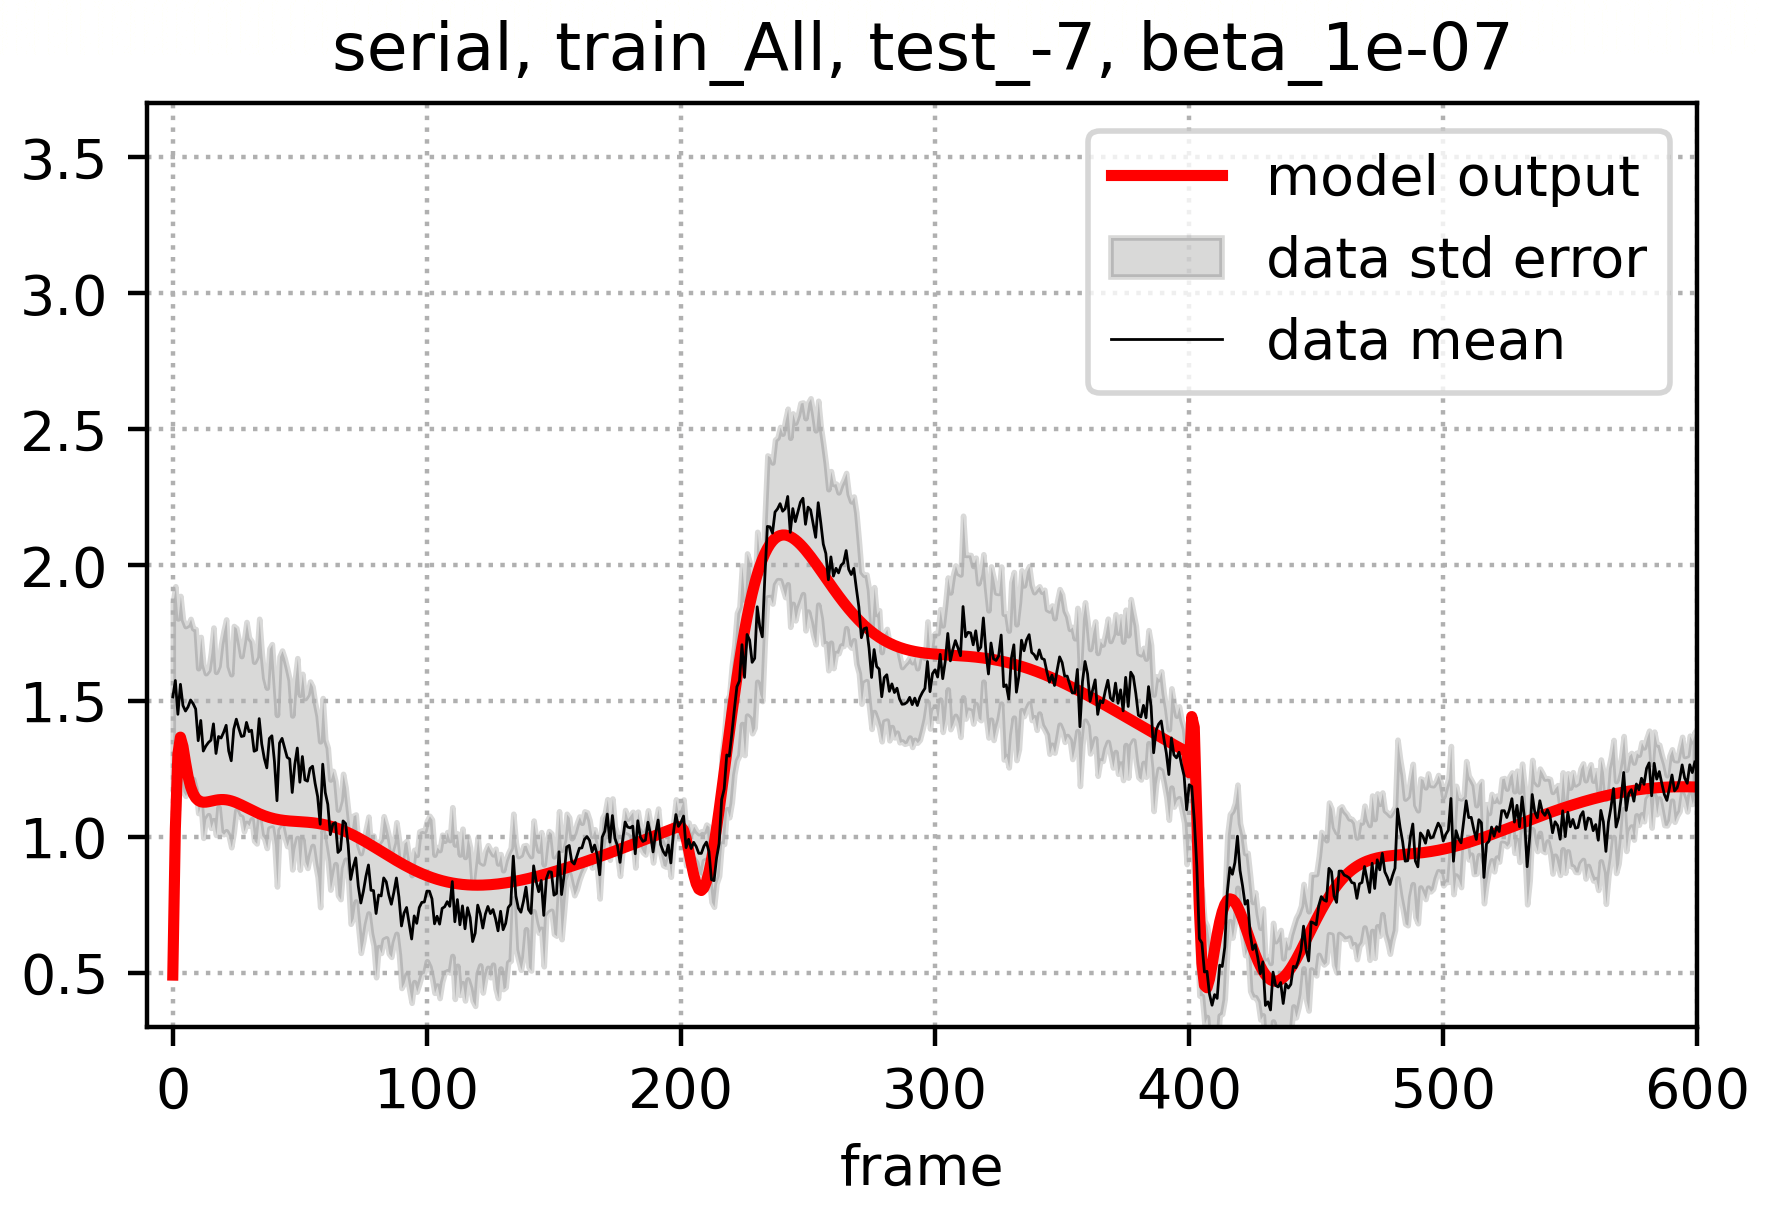 serial, train_All, test_-7, beta_1e-07
3.5
3.0
2.5
2.0
1.5
1.0
0.5
model output
data std error
data mean
0 100 200 300 400 500 600
frame